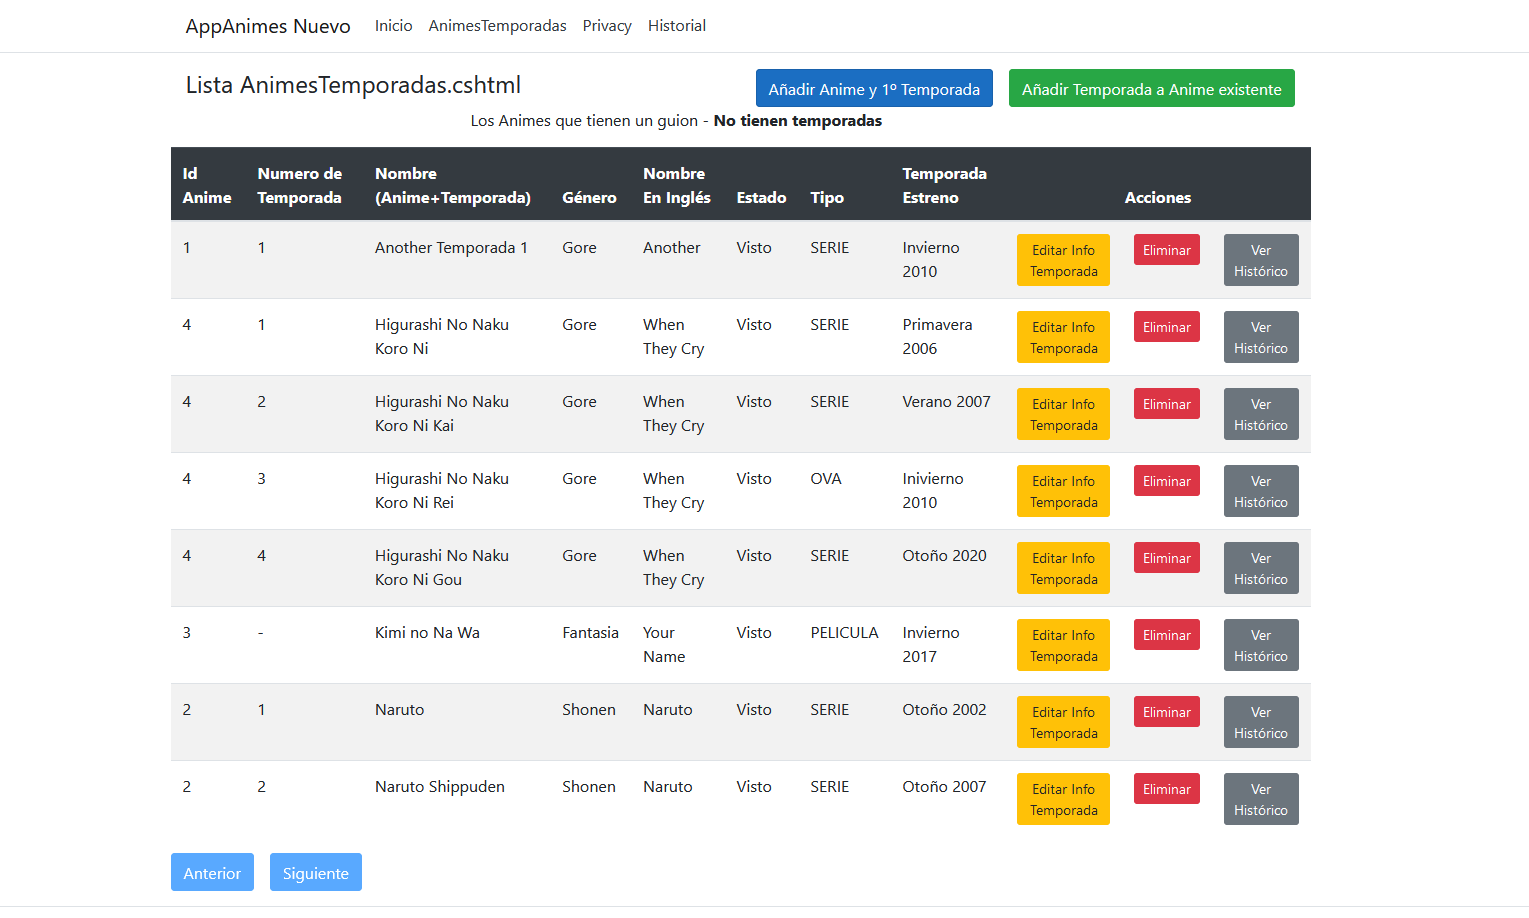 AppAnimes Nuevo Inicio AnimesTemporadas Privacy Historial
Lista AnimesTemporadas.cshtml Añadir Anime y 1º Temporada Añadir Temporada a Anime existente
Los Animes que tienen un guion - No tienen temporadas
Id Numero de Nombre Nombre Temporada
Anime Temporada (Anime+Temporada) Género En Inglés Estado Tipo Estreno Acciones
1 1 Another Temporada 1 Gore Another Visto SERIE Invierno Editar Info Eliminar Ver
2010 Temporada Histórico
4 1 Higurashi No Naku Gore When Visto SERIE Primavera Editar Info Eliminar Ver
Koro Ni They Cry 2006 Temporada Histórico
4 2 Higurashi No Naku Gore When Visto SERIE Verano 2007 Editar Info Eliminar Ver
Koro Ni Kai They Cry Temporada Histórico
4 3 Higurashi No Naku Gore When Visto OVA Inivierno Editar Info Eliminar Ver
Koro Ni Rei They Cry 2010 Temporada Histórico
4 4 Higurashi No Naku Gore When Visto SERIE Otoño 2020 Editar Info Eliminar Ver
Koro Ni Gou They Cry Temporada Histórico
3 - Kimi no Na Wa Fantasia Your Visto PELICULA Invierno Editar Info Eliminar Ver
Name 2017 Temporada Histórico
2 1 Naruto Shonen Naruto Visto SERIE Otoño 2002 Editar Info Eliminar Ver
Temporada Histórico
2 2 Naruto Shippuden Shonen Naruto Visto SERIE Otoño 2007 Editar Info Eliminar Ver
Temporada Histórico
Anterior Siguiente